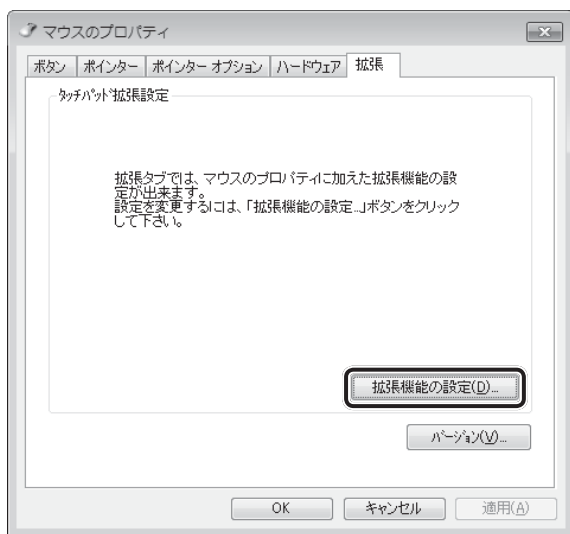 マウスのプロパティ
ボタン ポインター ポインター オプション ハードウェア 拡張
タッチパッド拡張設定
拡張タブでは、マウスのプロパティに加えた拡張機能の設
定が出来ます。
設定を変更するには、「拡張機能の設定...」ボタンをクリック
して下さい。
拡張機能の設定(D)...
バージョン(V)...
OK キャンセル 適用(A)